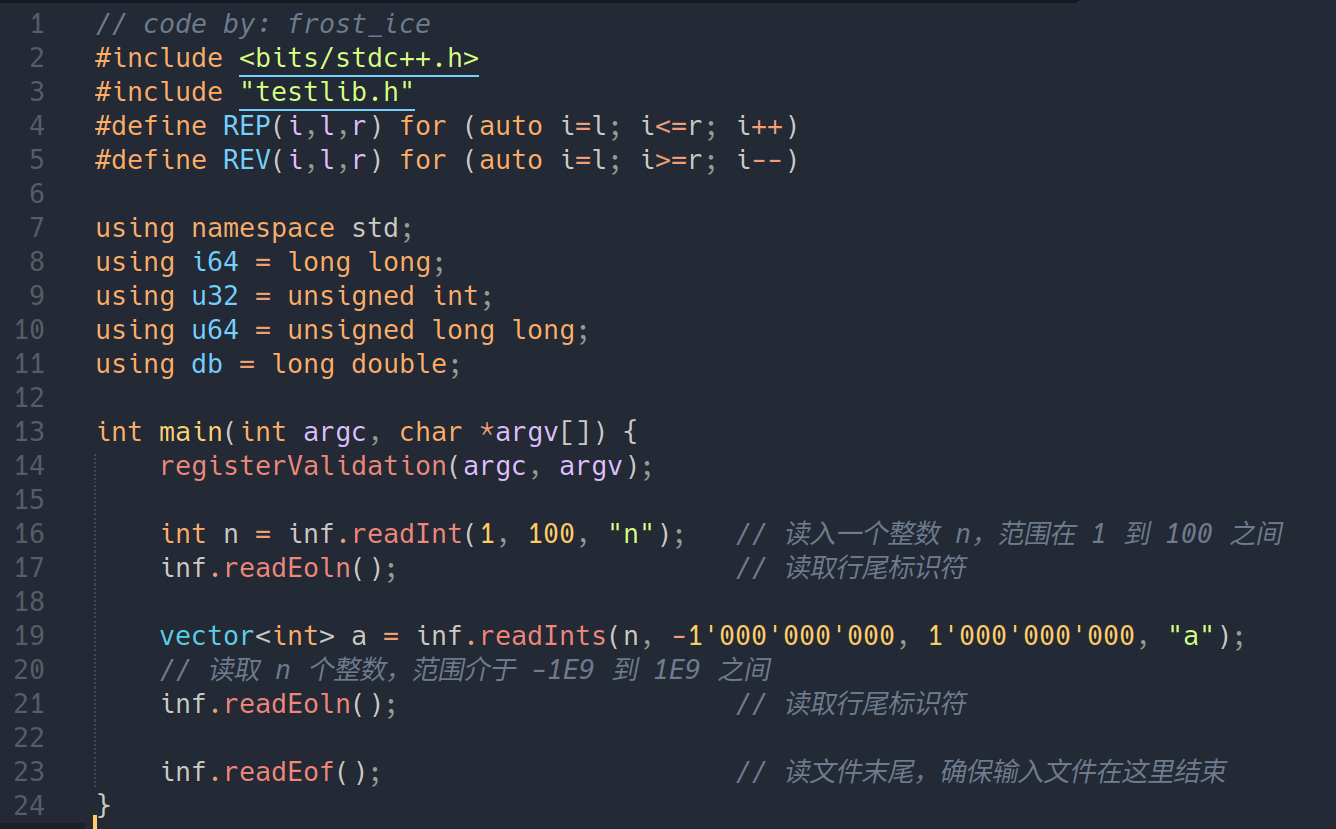 1 // code by: frost_ice
2 #include <bits/stdc++.h>
3 #include "testlib.h"
4 #define REP(i,l,r) for (auto i=l; i<=r; i++)
5 #define REV(i,l,r) for (auto i=l; i>=r; i--)
6
7 using namespace std;
8 using i64 = long long;
9 using u32 = unsigned int;
10 using u64 = unsigned long long;
11 using db = long double;
12
13 int main(int argc, char *argv[]) {
14     registerValidation(argc, argv);
15
16     int n = inf.readInt(1, 100, "n");   // 读入一个整数 n，范围在 1 到 100 之间
17     inf.readEoln();                     // 读取行尾标识符
18
19     vector<int> a = inf.readInts(n, -1'000'000'000, 1'000'000'000, "a");
20     // 读取 n 个整数，范围介于 -1E9 到 1E9 之间
21     inf.readEoln();                     // 读取行尾标识符
22
23     inf.readEof();                      // 读文件末尾，确保输入文件在这里结束
24 }